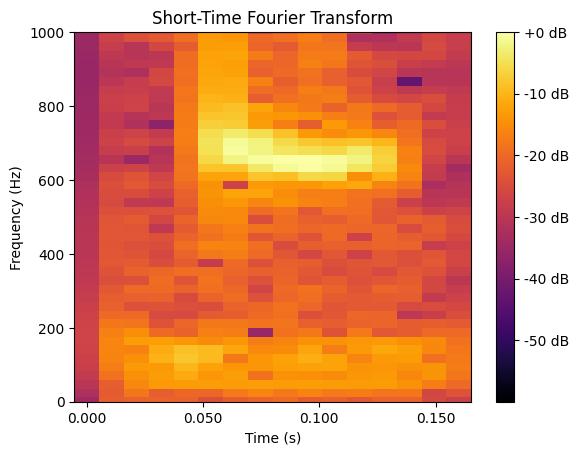 Short-Time Fourier Transform
1000
800
600
400
200
0
Frequency (Hz)
0.000
0.050
0.100
0.150
Time (s)
+0 dB
-10 dB
-20 dB
-30 dB
-40 dB
-50 dB